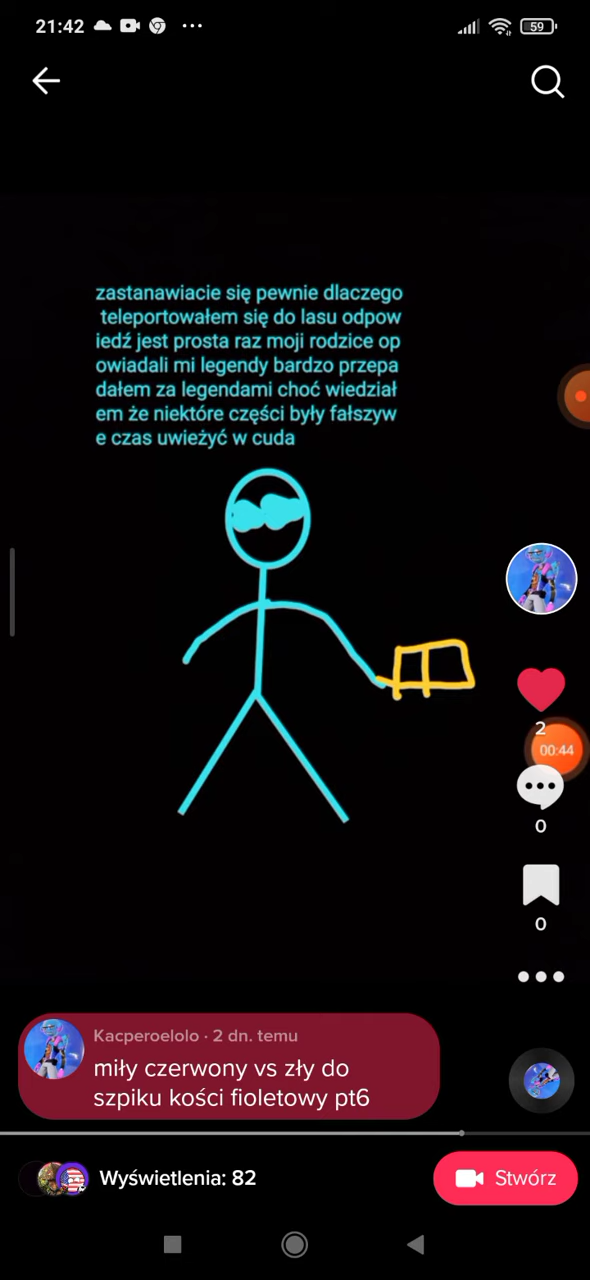 21:42
59
zastanawiacie się pewnie dlaczego
teleportowałem się do lasu odpow
iedź jest prosta raz moji rodzice op
owiadali mi legendy bardzo przepa
dałem za legendami choć wiedział
em że niektóre części były fałszyw
e czas uwieżyć w cuda
2
00:44
0
0
Kacperoelolo · 2 dn. temu
miły czerwony vs zły do
szpiku kości fioletowy pt6
Wyświetlenia: 82
Stwórz